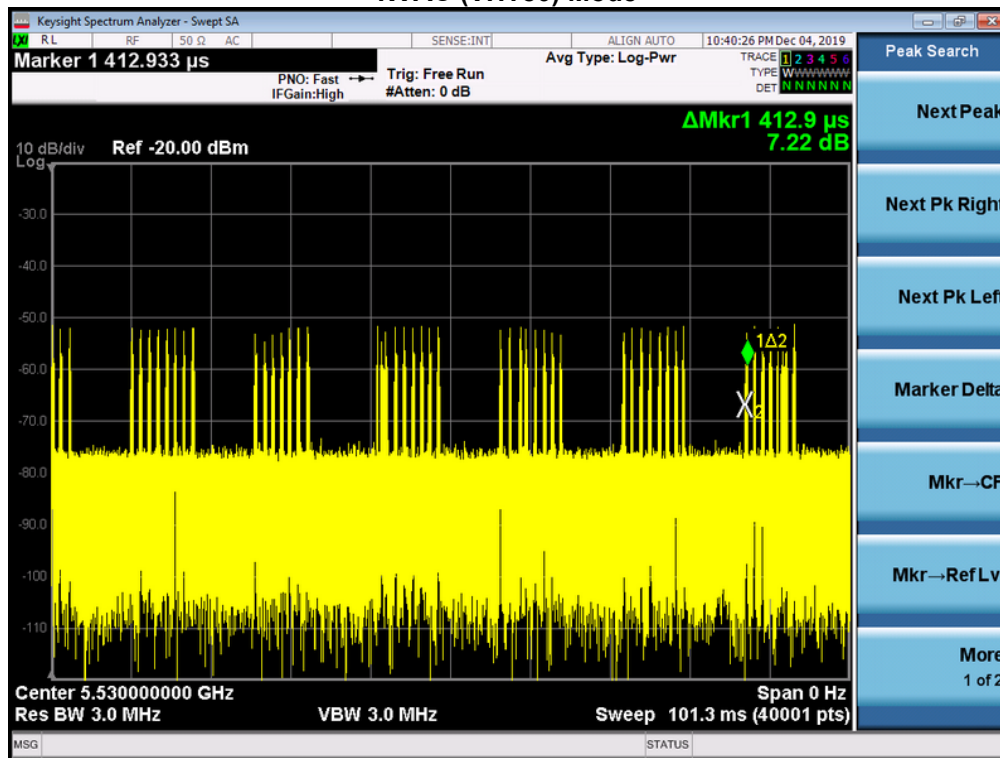 Keysight Spectrum Analyzer - Swept SA
LXI RL RF 50 Ω AC SENSE:INT ALIGN AUTO 10:40:26 PM Dec 04, 2019
Marker 1 412.933 µs
PNO: Fast
IFGain:High
Trig: Free Run
#Atten: 0 dB
Avg Type: Log-Pwr
TRACE 1 2 3 4 5 6
TYPE WWWWWW
DET N N N N N N
ΔMkr1 412.9 µs
7.22 dB
10 dB/div Ref -20.00 dBm
Log
-30.0
-40.0
-50.0
-60.0
-70.0
-80.0
-90.0
-100
-110
1Δ2
X2
Center 5.530000000 GHz Span 0 Hz
Res BW 3.0 MHz VBW 3.0 MHz Sweep 101.3 ms (40001 pts)
MSG STATUS
Peak Search
Next Peak
Next Pk Right
Next Pk Left
Marker Delta
Mkr→CF
Mkr→Ref Lv
More
1 of 2